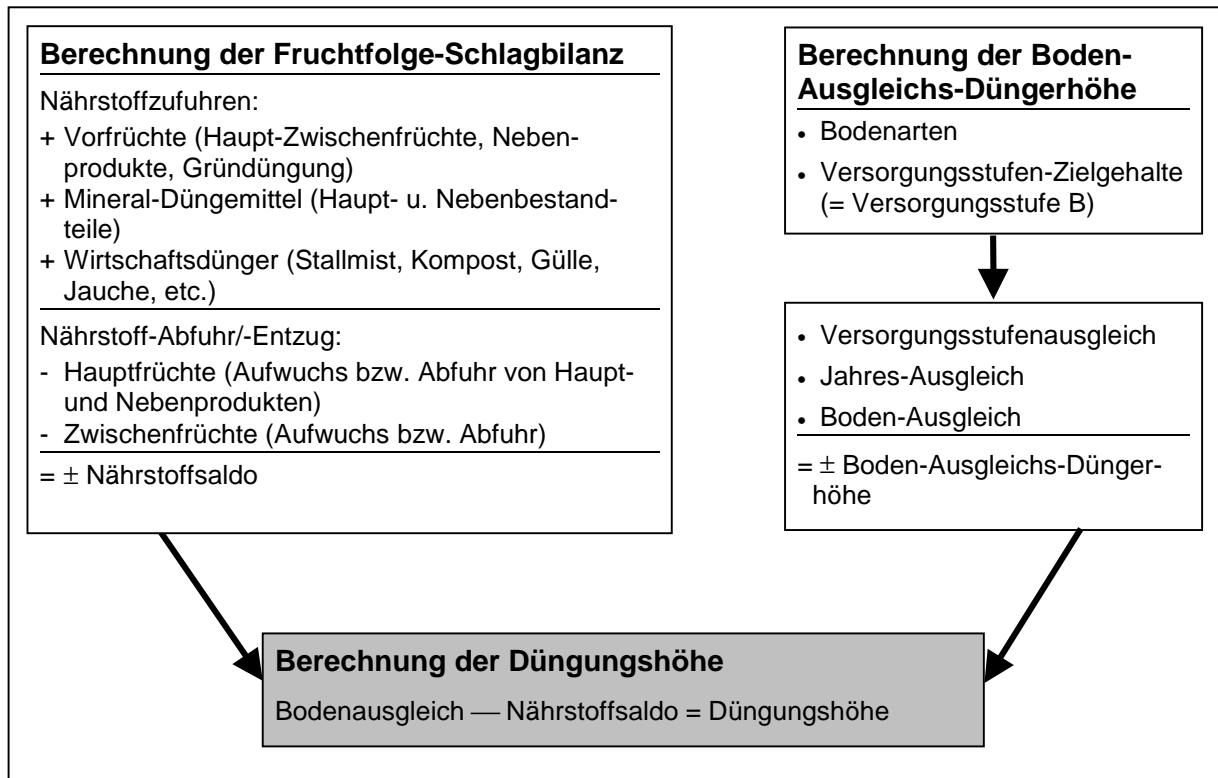 Berechnung der Fruchtfolge-Schlagbilanz
Nährstoffzufuhren:
+ Vorfrüchte (Haupt-Zwischenfrüchte, Neben-
produkte, Gründüngung)
+ Mineral-Düngemittel (Haupt- u. Nebenbestand-
teile)
+ Wirtschaftsdünger (Stallmist, Kompost, Gülle,
Jauche, etc.)
Nährstoff-Abfuhr/-Entzug:
- Hauptfrüchte (Aufwuchs bzw. Abfuhr von Haupt-
und Nebenprodukten)
- Zwischenfrüchte (Aufwuchs bzw. Abfuhr)
= ± Nährstoffsaldo
Berechnung der Boden-
Ausgleichs-Düngerhöhe
• Bodenarten
• Versorgungsstufen-Zielgehalte
(= Versorgungsstufe B)
• Versorgungsstufenausgleich
• Jahres-Ausgleich
• Boden-Ausgleich
= ± Boden-Ausgleichs-Dünger-
höhe
Berechnung der Düngungshöhe
Bodenausgleich — Nährstoffsaldo = Düngungshöhe